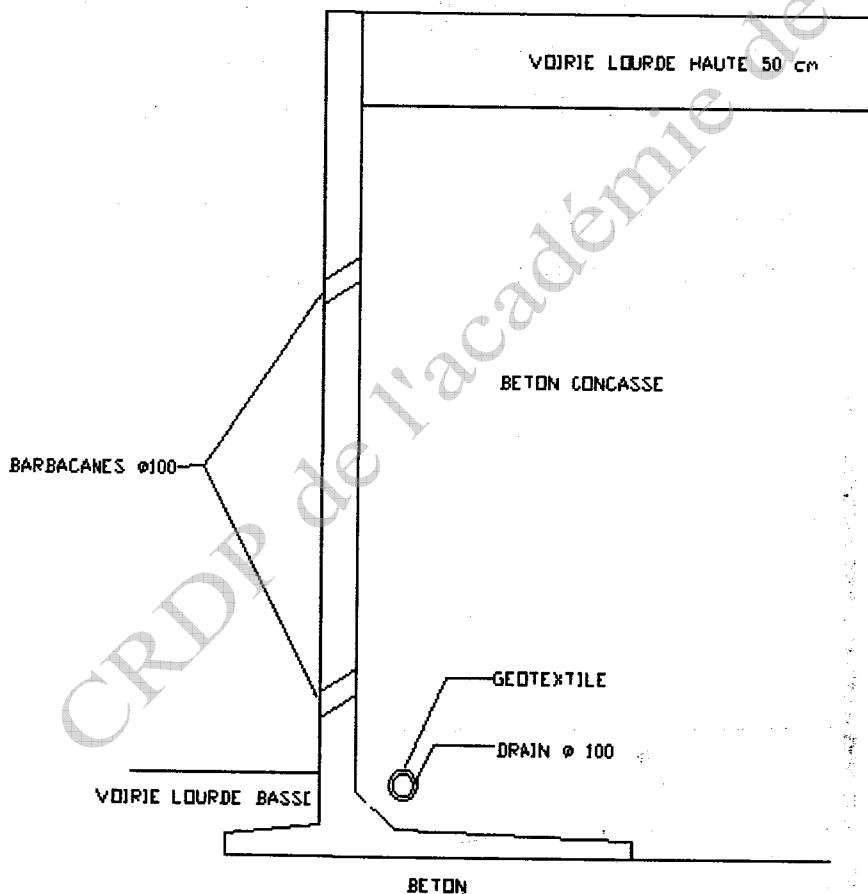 VOIRIE LOURDE HAUTE 50 cm
BETON CONCASSE
BARBACANES ø100
GEOTEXTILE
DRAIN ø 100
VOIRIE LOURDE BASSE
BETON
CRDP de l'académie de